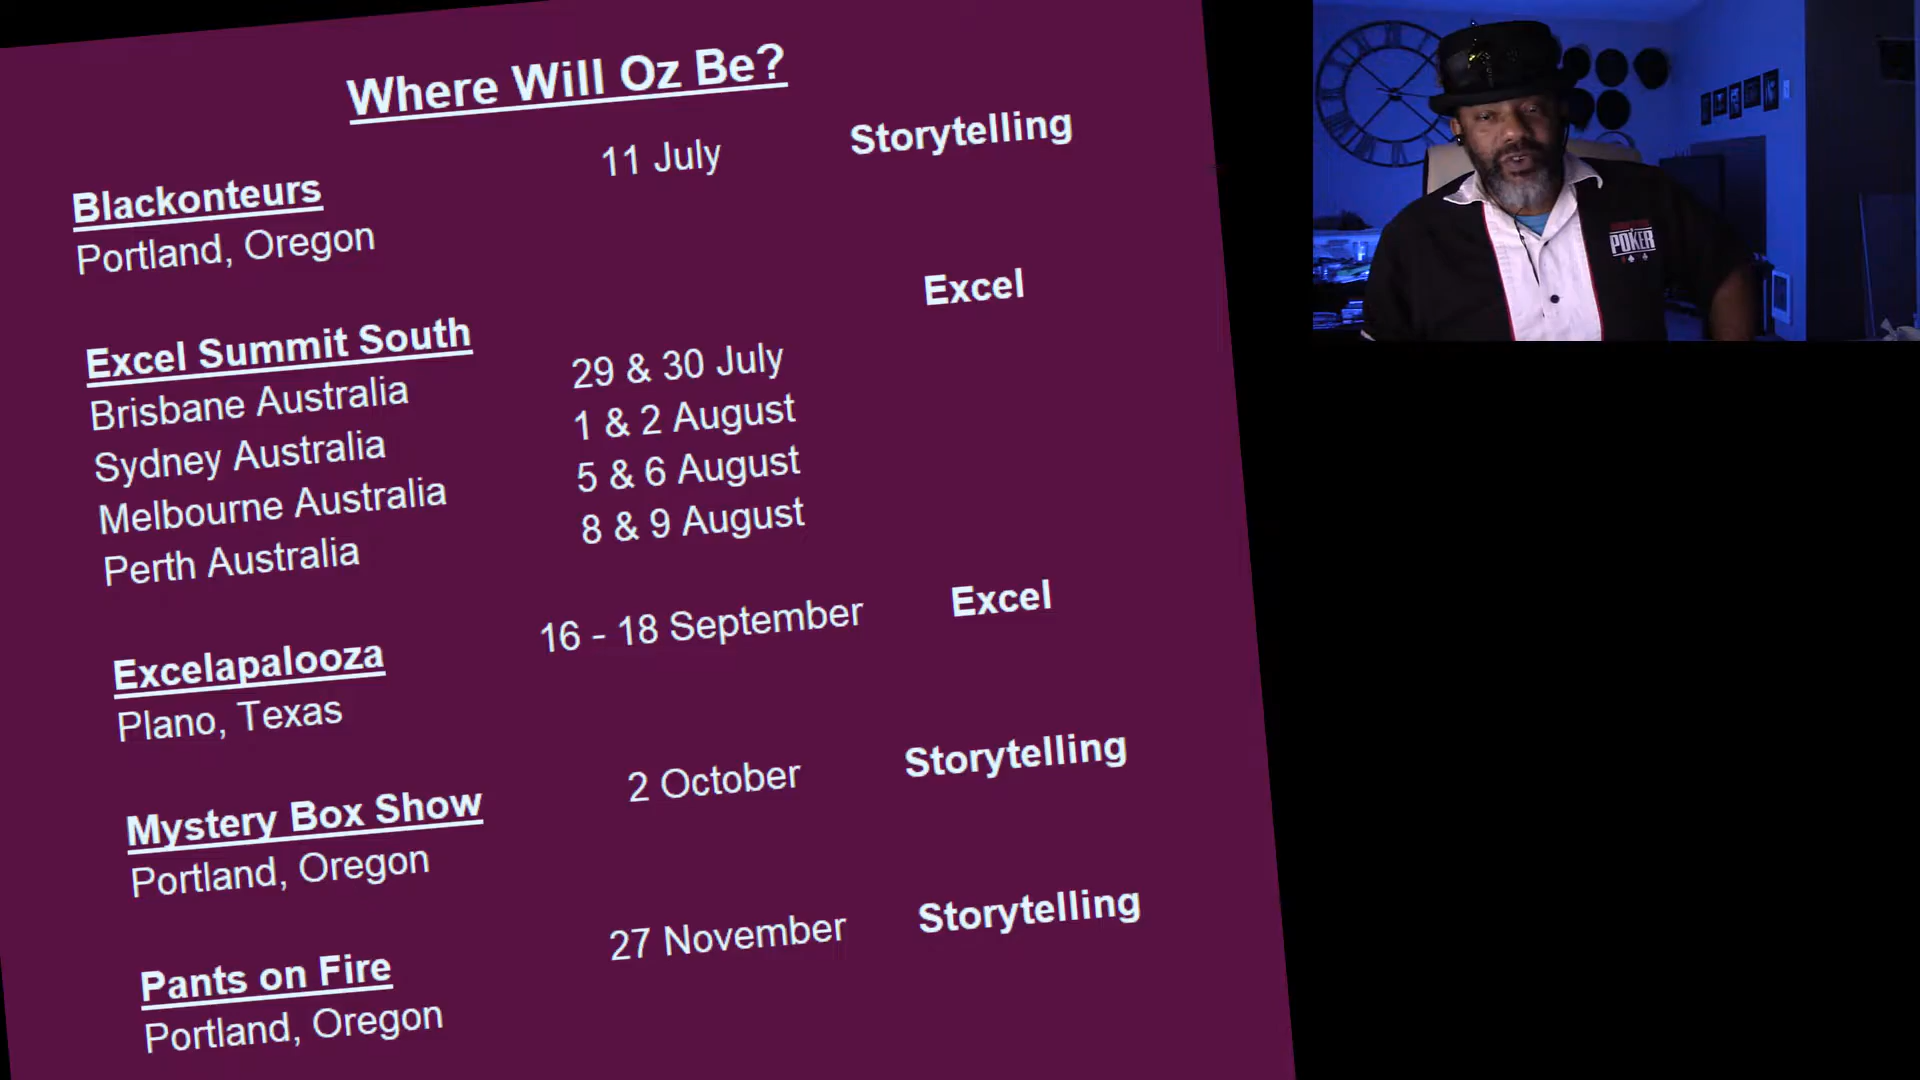 Where Will Oz Be?
Blackonteurs 11 July Storytelling
Portland, Oregon
Excel Summit South Excel
Brisbane Australia 29 & 30 July
Sydney Australia 1 & 2 August
Melbourne Australia 5 & 6 August
Perth Australia 8 & 9 August
Excelapalooza 16 - 18 September Excel
Plano, Texas
Mystery Box Show 2 October Storytelling
Portland, Oregon
Pants on Fire 27 November Storytelling
Portland, Oregon
POKER